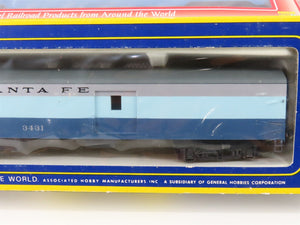 el Railroad Products from Around the World
ANTA FE
3431
E WORLD. ASSOCIATED HOBBY MANUFACTURERS INC A SUBSIDIARY OF GENERAL HOBBIES CORPORATION